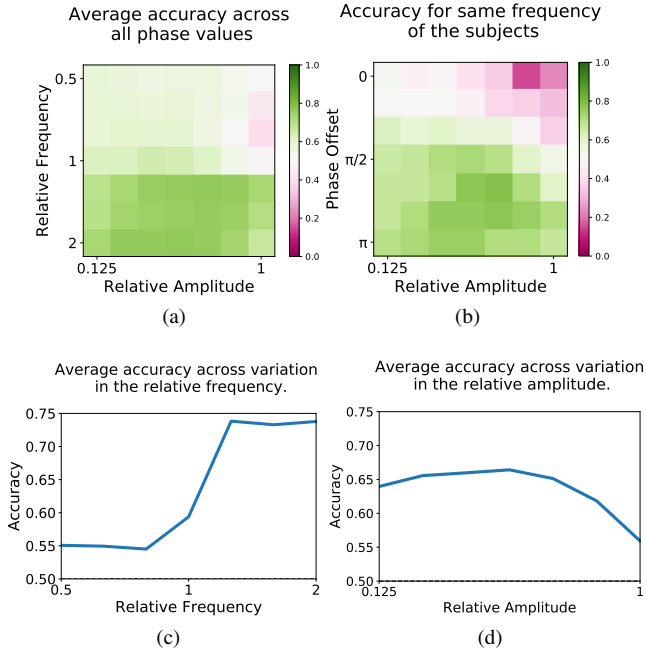 Average accuracy across
all phase values
Relative Frequency
0.5
1
2
0.125
1
Relative Amplitude
1.0
0.8
0.6
0.4
0.2
0.0
(a)
Accuracy for same frequency
of the subjects
Phase Offset
0
π/2
π
0.125
1
Relative Amplitude
1.0
0.8
0.6
0.4
0.2
0.0
(b)
Average accuracy across variation
in the relative frequency.
Accuracy
0.75
0.70
0.65
0.60
0.55
0.50
0.5
1
2
Relative Frequency
(c)
Average accuracy across variation
in the relative amplitude.
Accuracy
0.75
0.70
0.65
0.60
0.55
0.50
0.125
1
Relative Amplitude
(d)